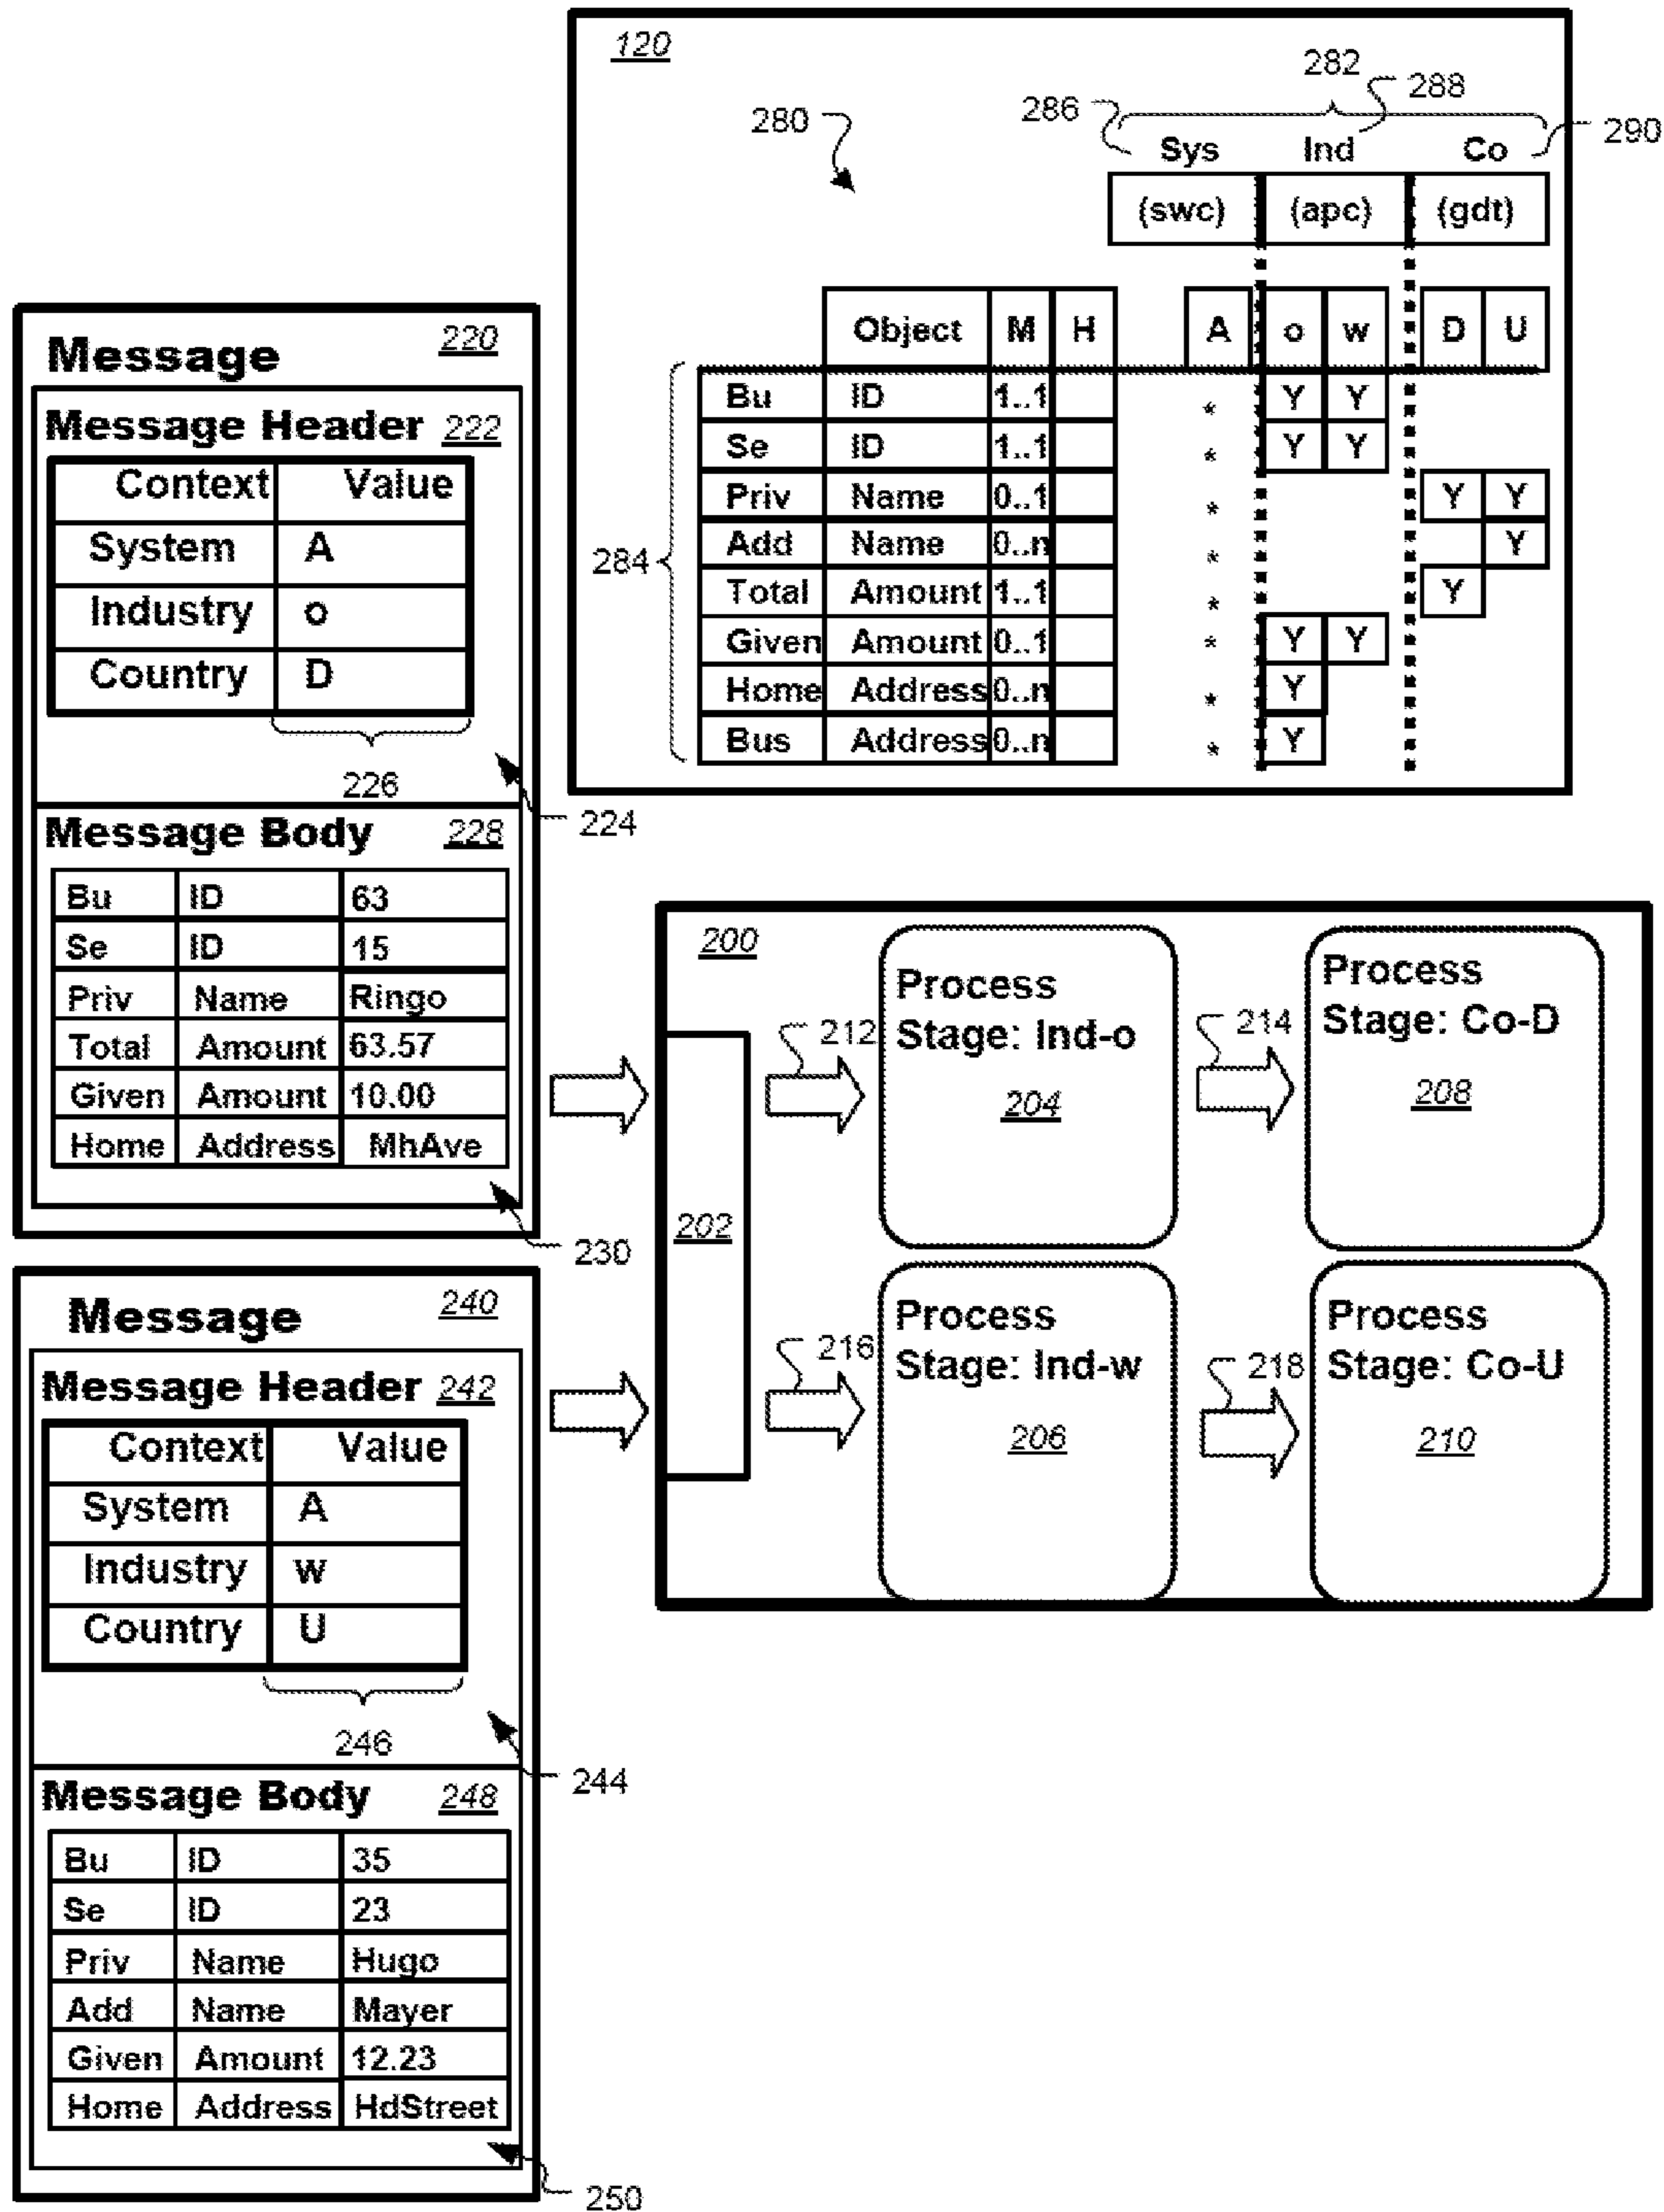 120
282
288
286
280
290
Sys Ind Co
(swc) (apc) (gdt)
Object M H A o w D U
Bu ID 1..1 * Y Y
Se ID 1..1 * Y Y
Priv Name 0..1 * Y Y
Add Name 0..n * Y
284
Total Amount 1..1 * Y
Given Amount 0..1 * Y Y
Home Address 0..n * Y
Bus Address 0..n * Y
Message 220
Message Header 222
Context Value
System A
Industry o
Country D
226
224
Message Body 228
Bu ID 63
Se ID 15
Priv Name Ringo
Total Amount 63.57
Given Amount 10.00
Home Address MhAve
230
200
202
212
Process
Stage: Ind-o
204
214
Process
Stage: Co-D
208
216
Process
Stage: Ind-w
206
218
Process
Stage: Co-U
210
Message 240
Message Header 242
Context Value
System A
Industry w
Country U
246
244
Message Body 248
Bu ID 35
Se ID 23
Priv Name Hugo
Add Name Mayer
Given Amount 12.23
Home Address HdStreet
250